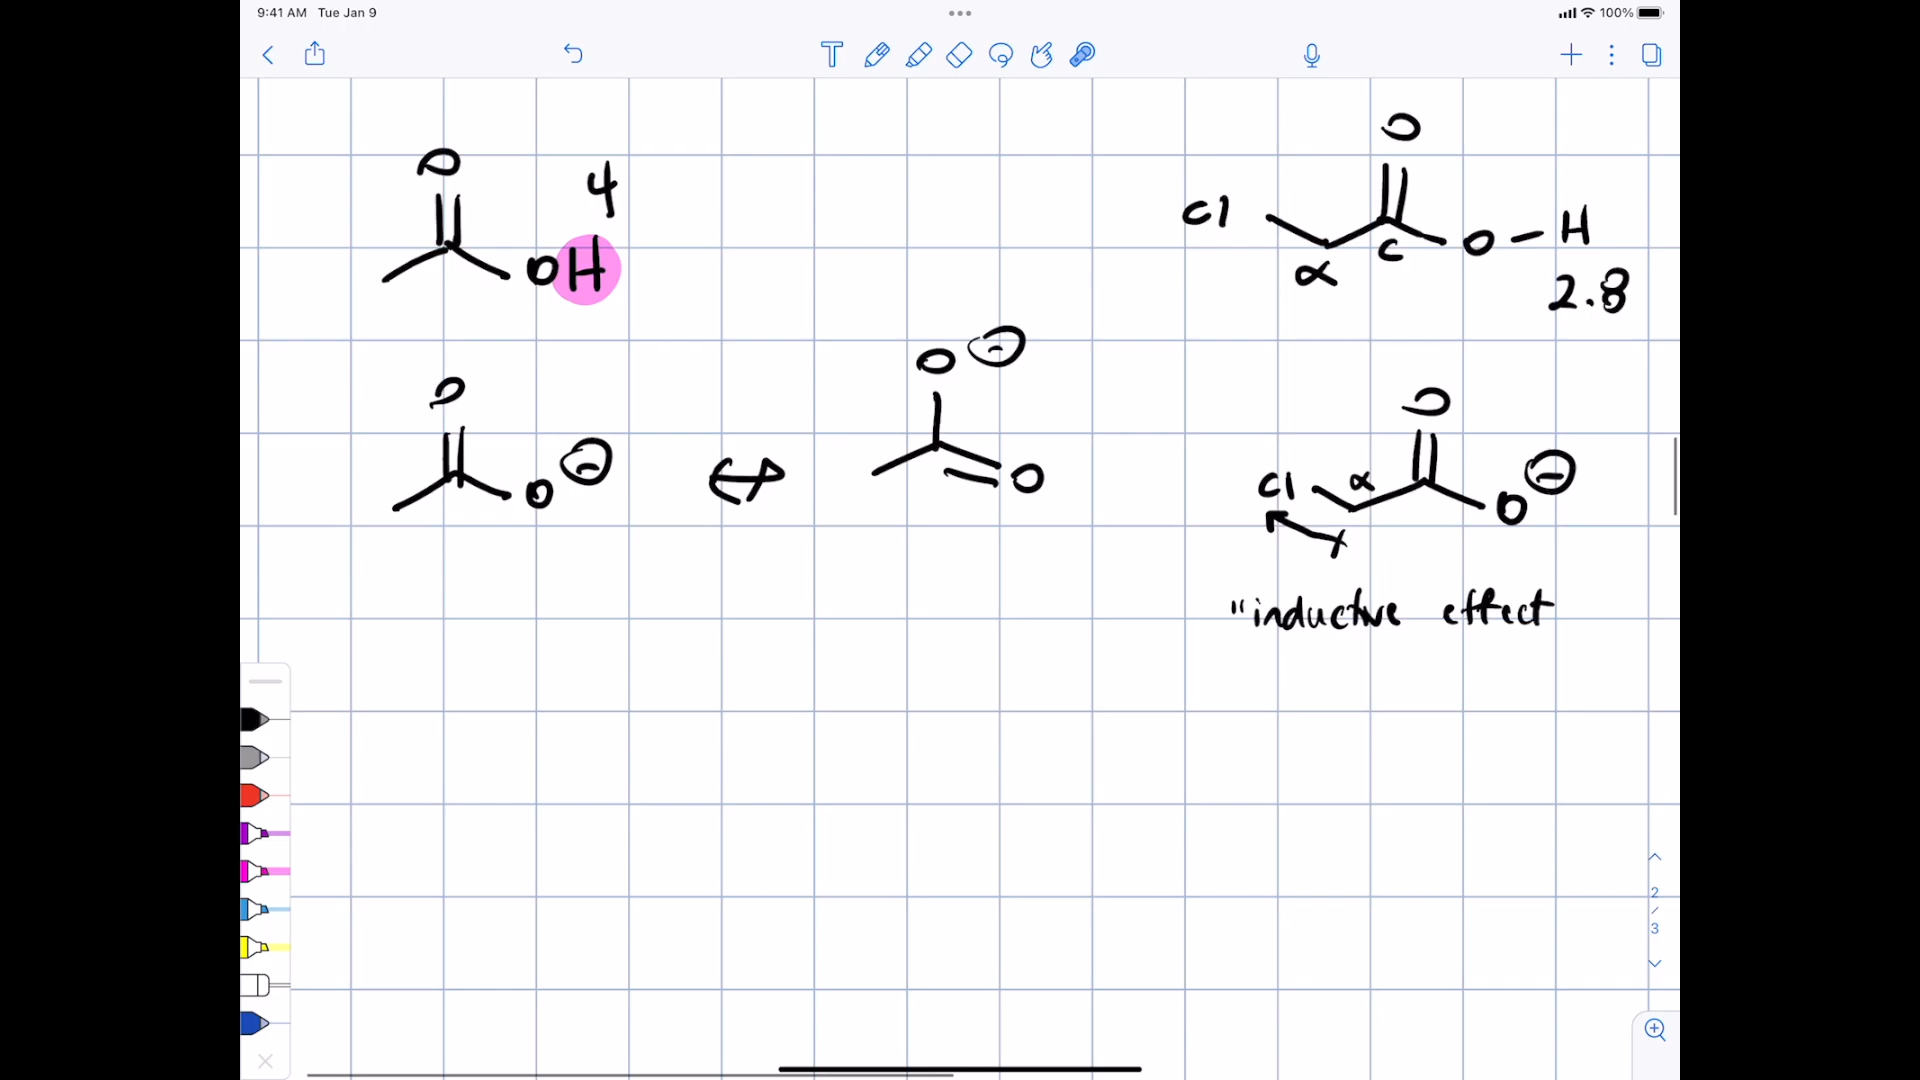 9:41 AM Tue Jan 9
100%
O
4
OH
O
Cl
α
C
O - H
2.8
O
O ⊖
↔
O ⊖
O
O
Cl α
O ⊖
"inductive effect
2
/
3